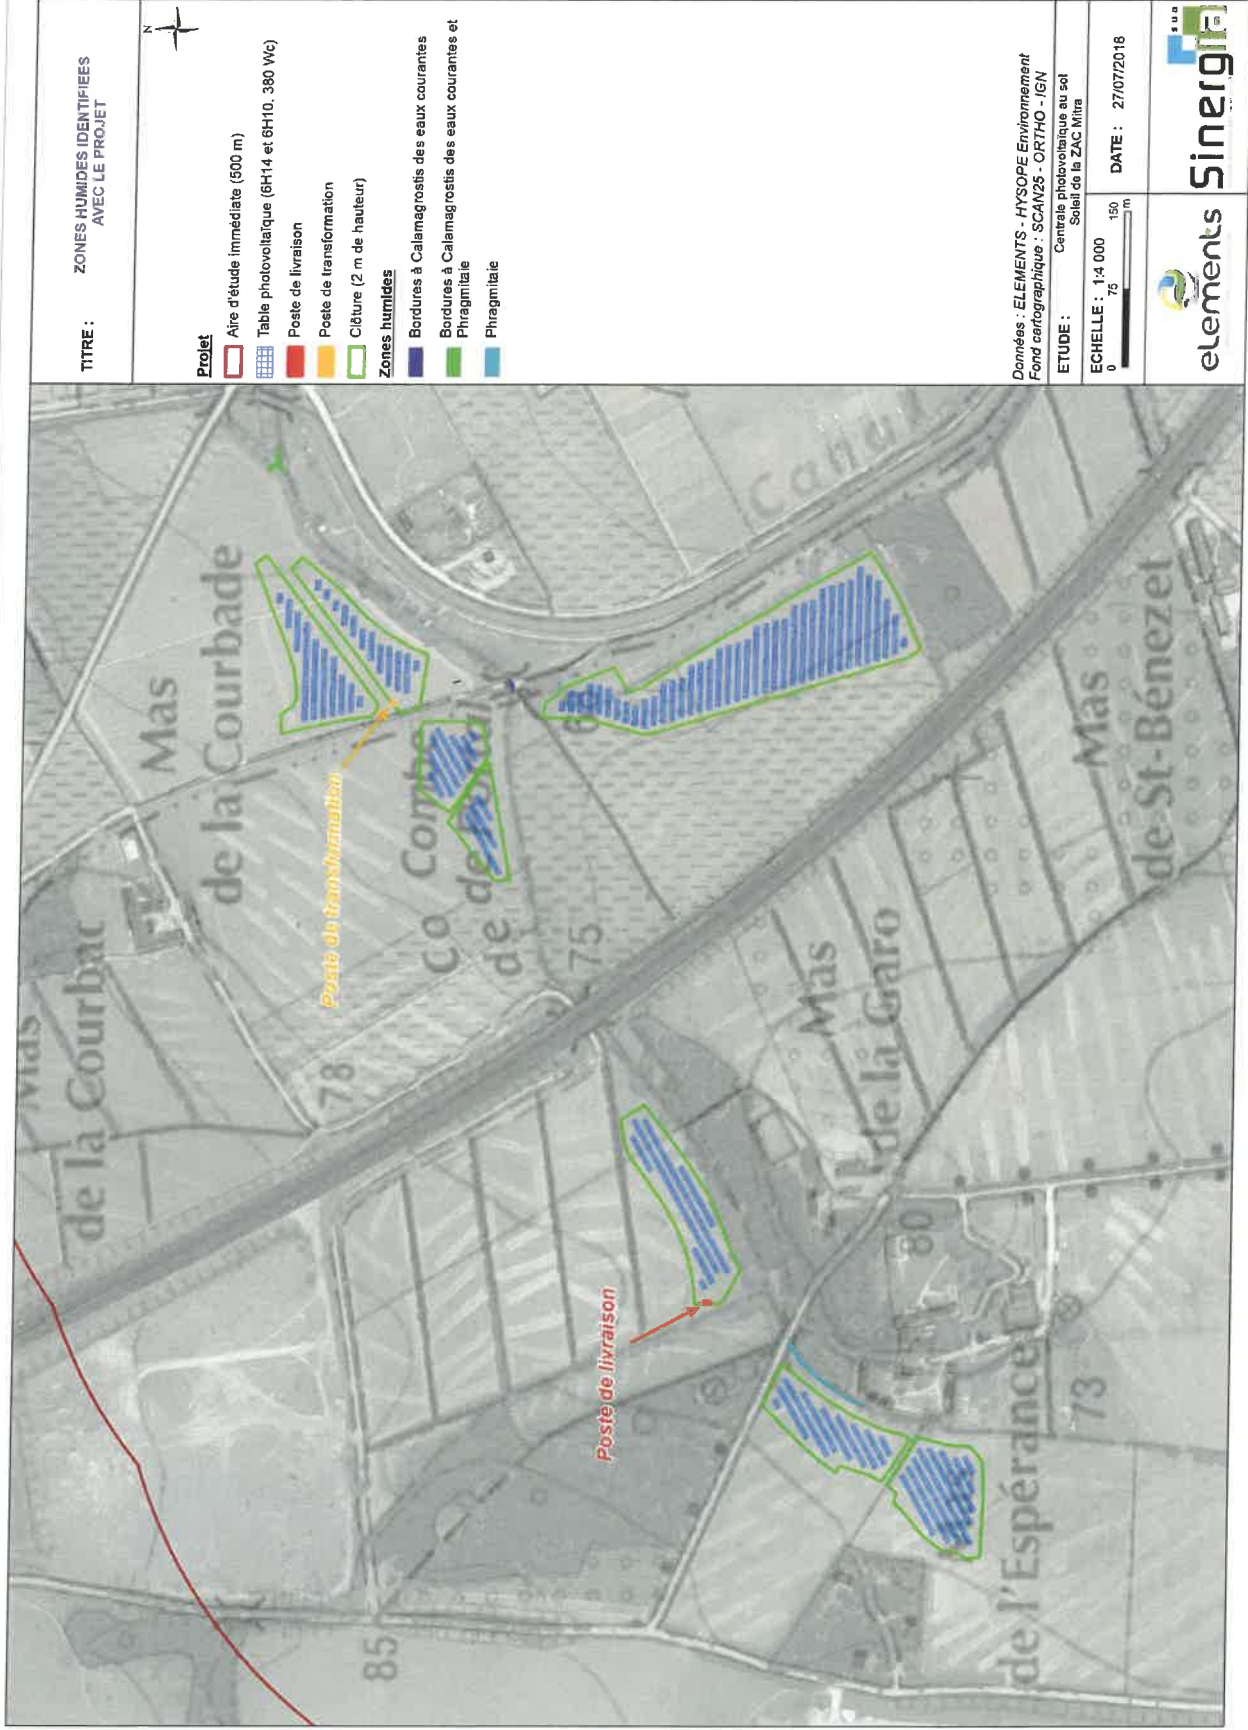 TITRE :
ZONES HUMIDES IDENTIFIEES
AVEC LE PROJET
N
Projet
Aire d'étude immédiate (500 m)
Table photovoltaïque (6H14 et 6H10. 380 Wc)
Poste de livraison
Poste de transformation
Clôture (2 m de hauteur)
Zones humides
Bordures à Calamagrostis des eaux courantes
Bordures à Calamagrostis des eaux courantes et
Phragmitaie
Phragmitaie
Données : ELEMENTS - HYSOPE Environnement
Fond cartographique : SCAN25 - ORTHO - IGN
ETUDE :
Centrale photovoltaïque au sol
Soleil de la ZAC Mitra
ECHELLE : 1:4 000
0 75 150
m
DATE : 27/07/2018
elements
Sinergia
sud
Mas
de la Courbade
Mas
de la Courbac
78
Poste de transformation
Co
de
75
Canal
Mas
de la Garo
Mas
de St-Bénezet
Poste de livraison
80
73
de l'Espérance
85